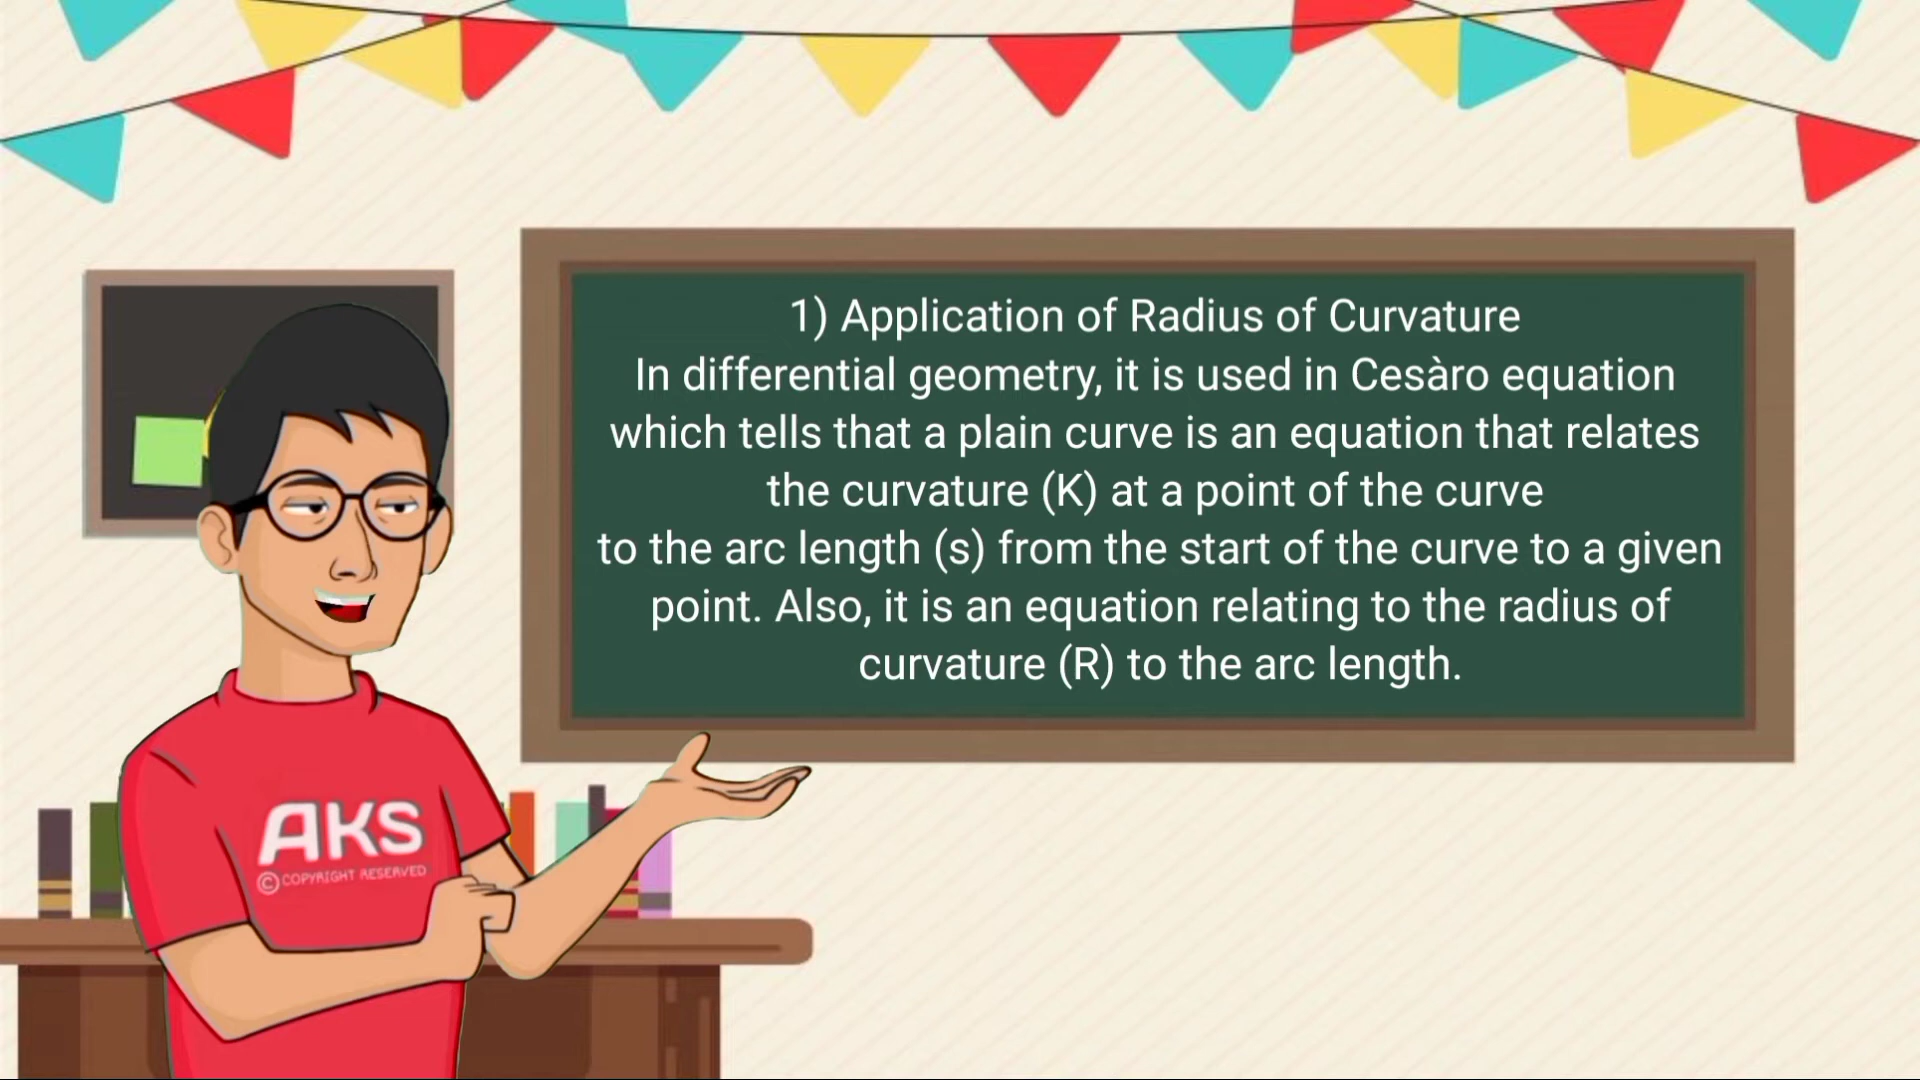 1) Application of Radius of Curvature
In differential geometry, it is used in Cesàro equation
which tells that a plain curve is an equation that relates
the curvature (K) at a point of the curve
to the arc length (s) from the start of the curve to a given
point. Also, it is an equation relating to the radius of
curvature (R) to the arc length.
AKS
© COPYRIGHT RESERVED